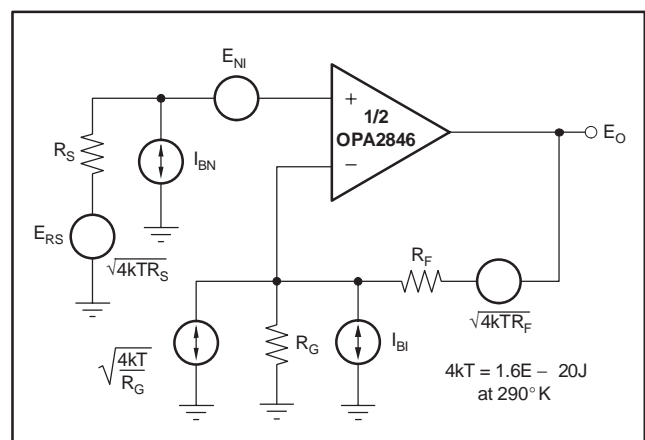 E_NI
1/2
OPA2846
+
−
E_O
R_S
I_BN
E_RS
√4kTR_S
R_F
√4kTR_F
√4kT/R_G
R_G
I_BI
4kT = 1.6E − 20J
at 290°K